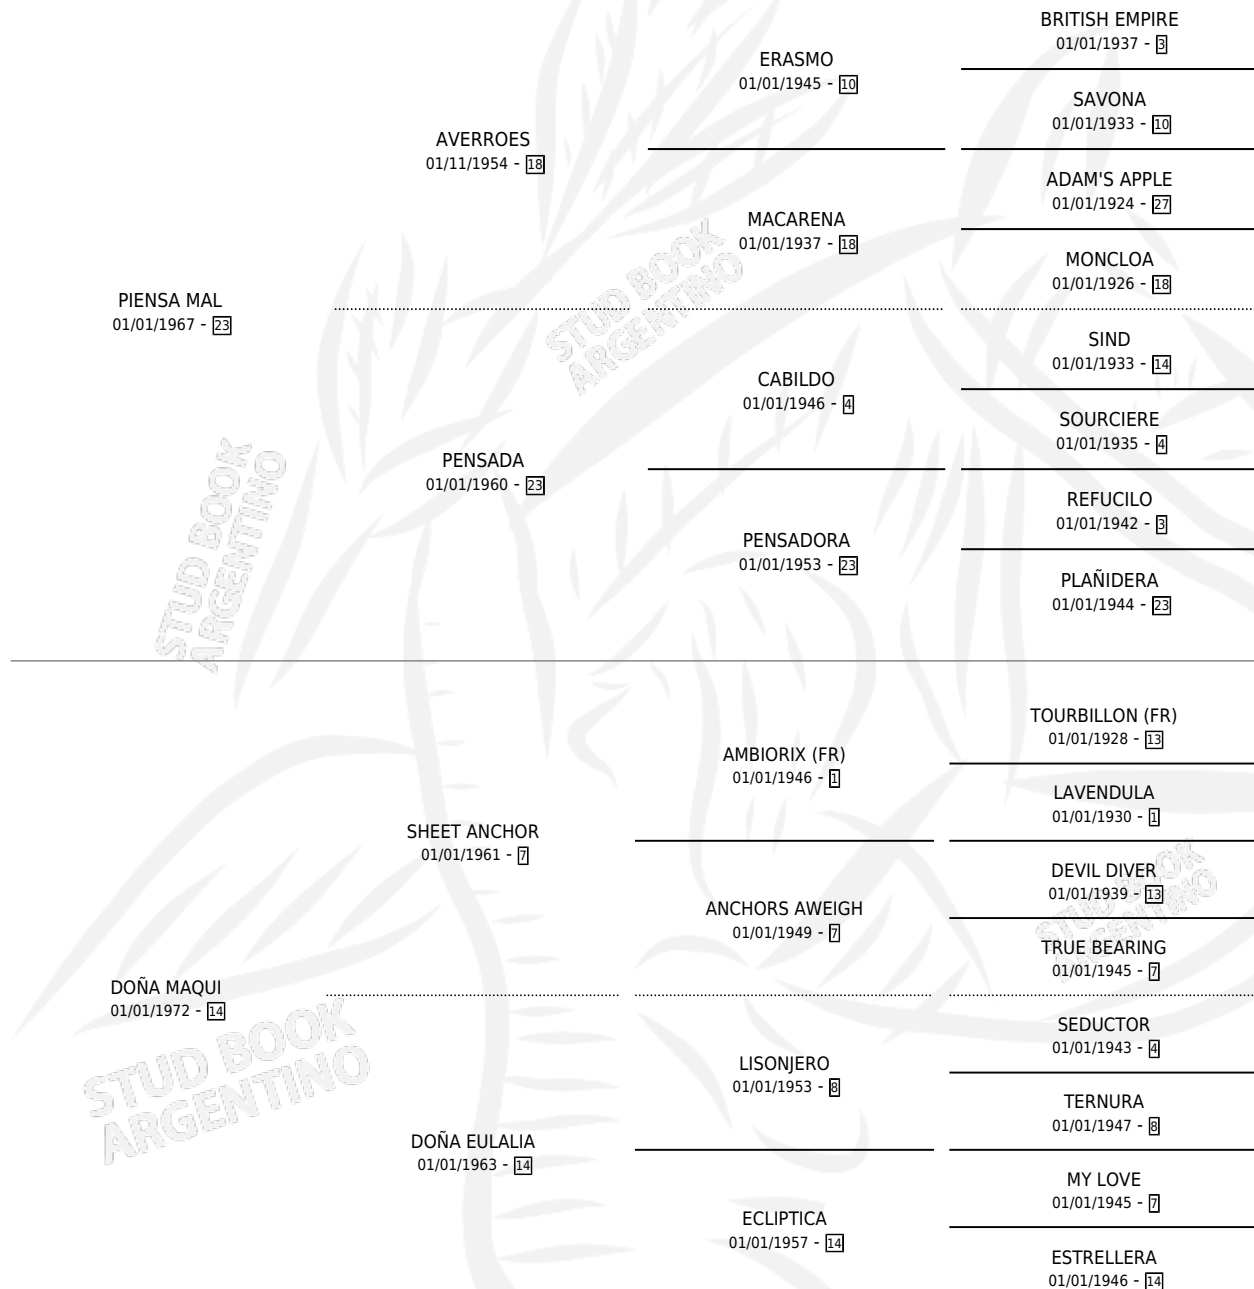 PIENSA MAL
01/01/1967 - 23
AVERROES
01/11/1954 - 18
PENSADA
01/01/1960 - 23
ERASMO
01/01/1945 - 10
MACARENA
01/01/1937 - 18
CABILDO
01/01/1946 - 4
PENSADORA
01/01/1953 - 23
BRITISH EMPIRE
01/01/1937 - 3
SAVONA
01/01/1933 - 10
ADAM'S APPLE
01/01/1924 - 27
MONCLOA
01/01/1926 - 18
SIND
01/01/1933 - 14
SOURCIERE
01/01/1935 - 4
REFUCILO
01/01/1942 - 3
PLAÑIDERA
01/01/1944 - 23
DOÑA MAQUI
01/01/1972 - 14
SHEET ANCHOR
01/01/1961 - 7
DOÑA EULALIA
01/01/1963 - 14
AMBIORIX (FR)
01/01/1946 - 1
ANCHORS AWEIGH
01/01/1949 - 7
LISONJERO
01/01/1953 - 8
ECLIPTICA
01/01/1957 - 14
TOURBILLON (FR)
01/01/1928 - 13
LAVENDULA
01/01/1930 - 1
DEVIL DIVER
01/01/1939 - 13
TRUE BEARING
01/01/1945 - 7
SEDUCTOR
01/01/1943 - 4
TERNURA
01/01/1947 - 8
MY LOVE
01/01/1945 - 7
ESTRELLERA
01/01/1946 - 14
STUD BOOK
ARGENTINO
STUD BOOK
ARGENTINO
STUD BOOK
ARGENTINO
STUD BOOK
ARGENTINO